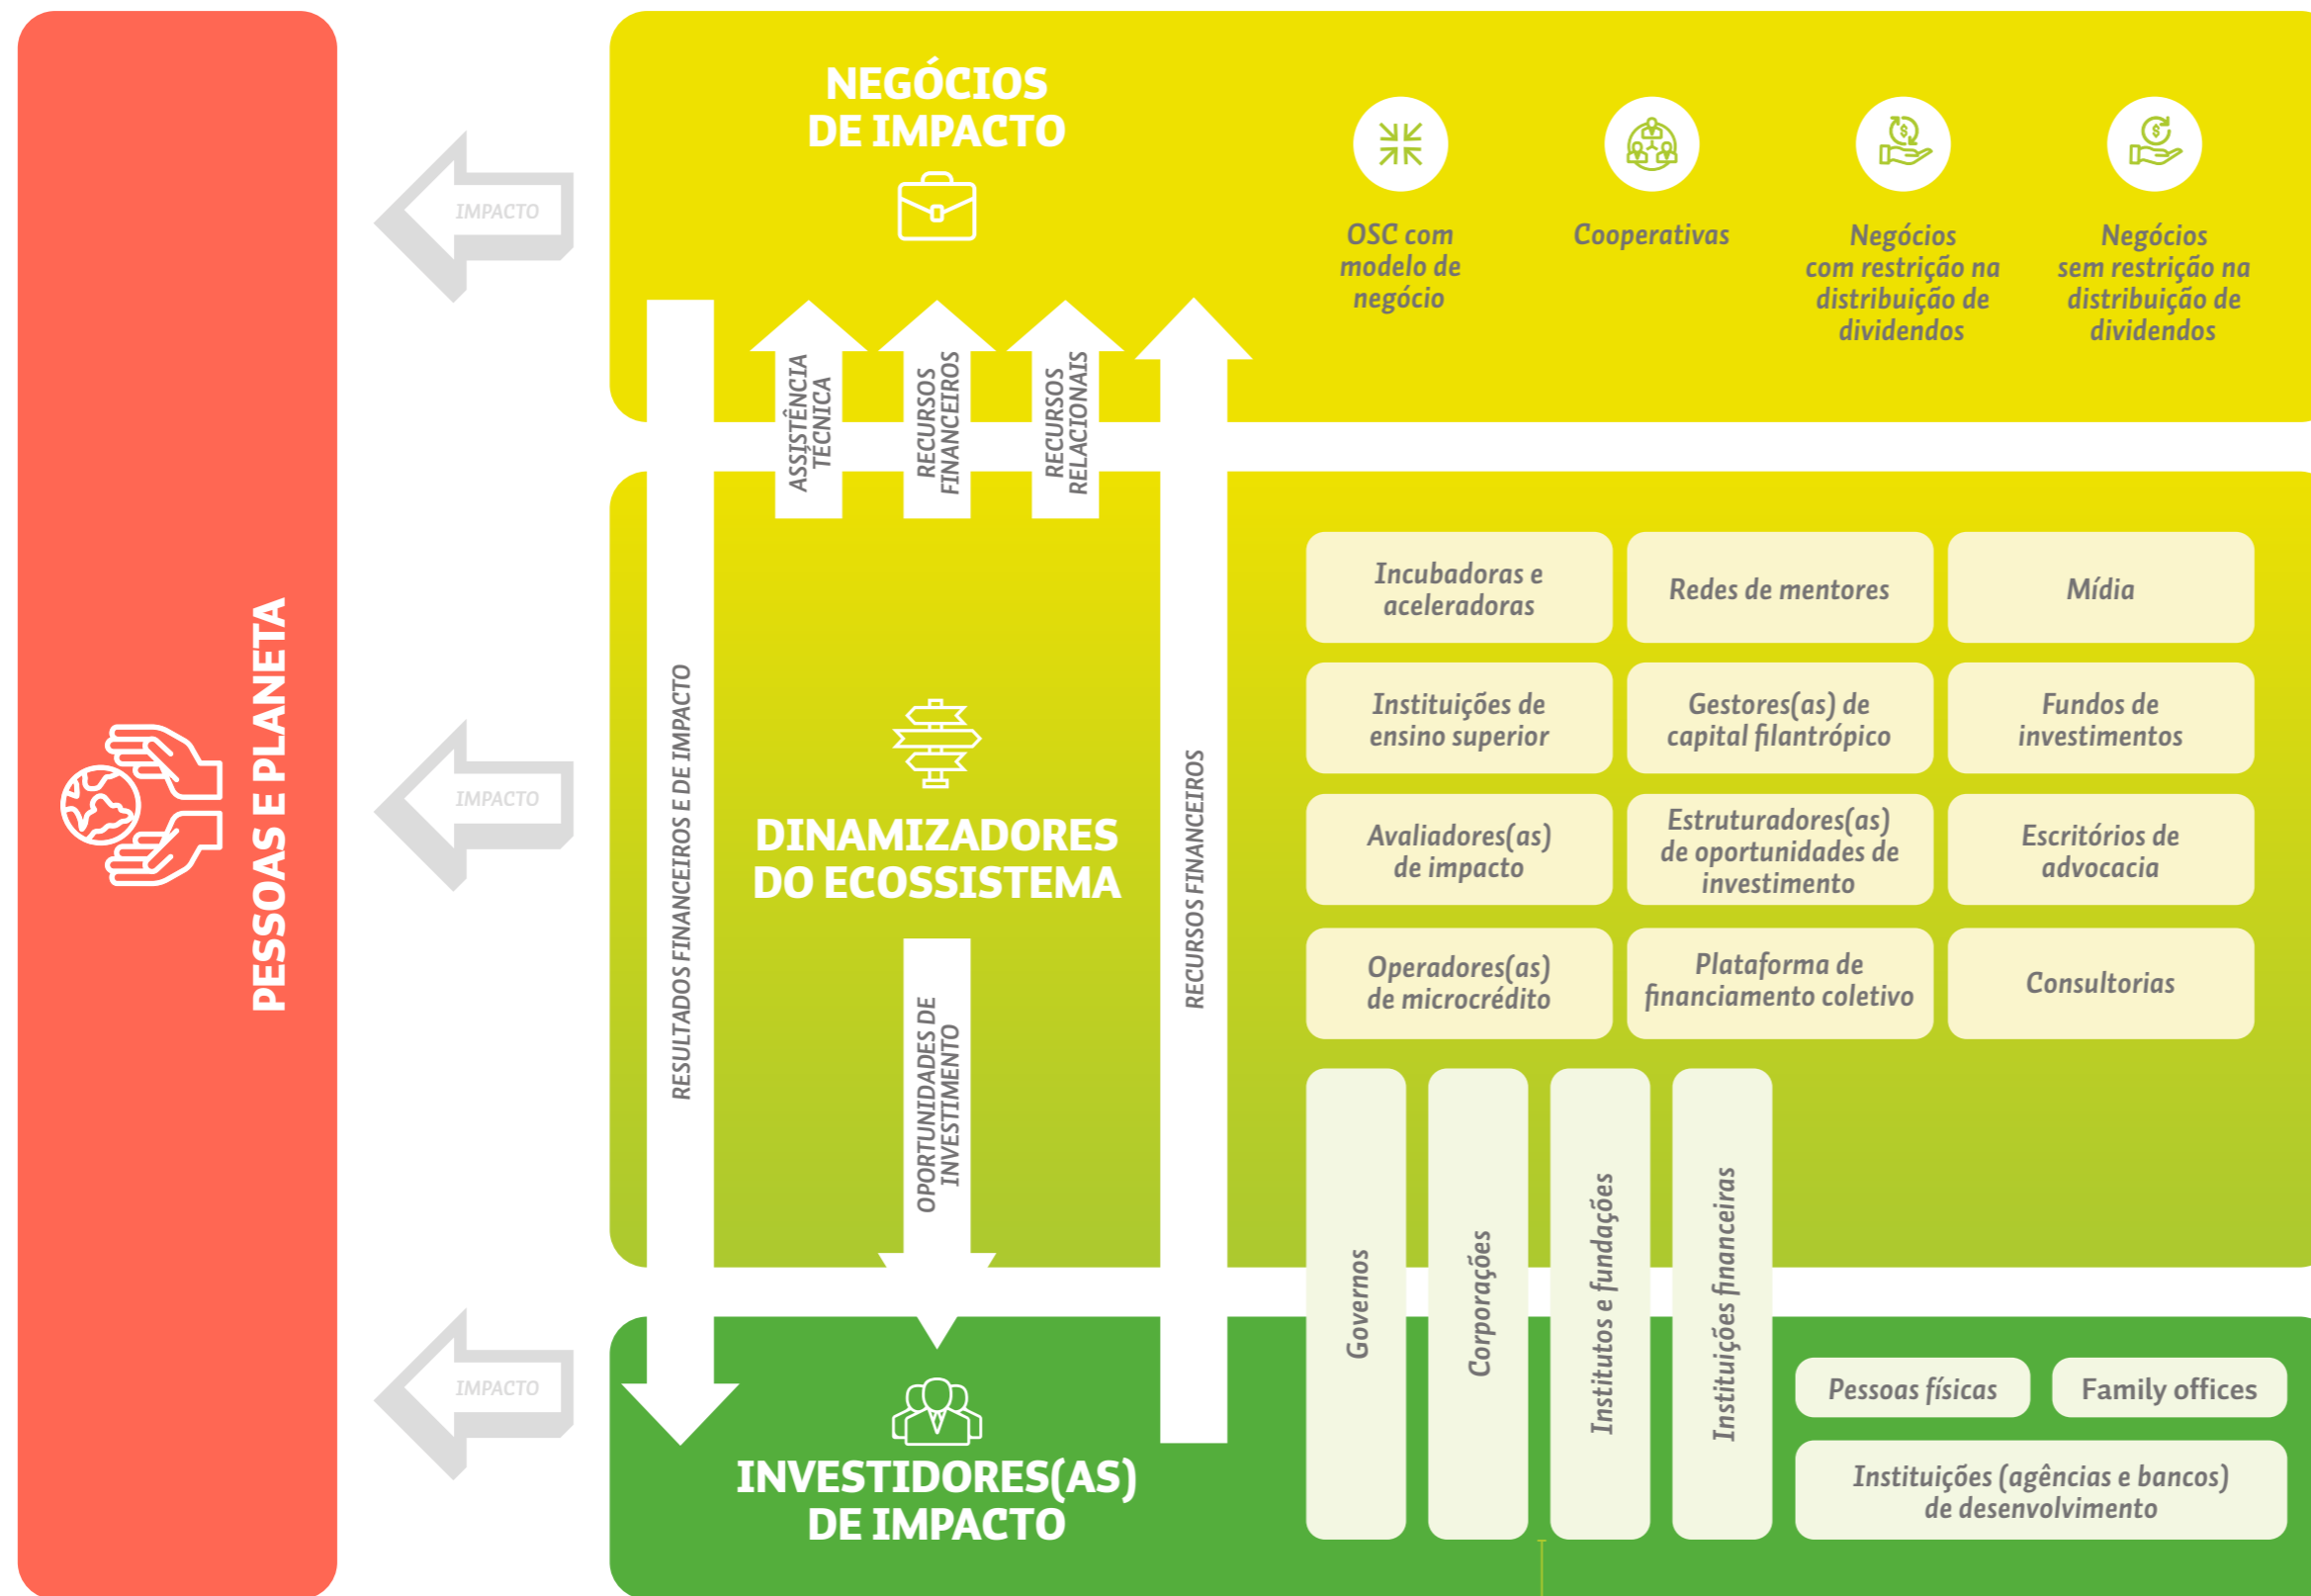 PESSOAS E PLANETA
IMPACTO
IMPACTO
IMPACTO
NEGÓCIOS
DE IMPACTO
OSC com
modelo de
negócio
Cooperativas
Negócios
com restrição na
distribuição de
dividendos
Negócios
sem restrição na
distribuição de
dividendos
RESULTADOS FINANCEIROS E DE IMPACTO
ASSISTÊNCIA
TÉCNICA
RECURSOS
FINANCEIROS
RECURSOS
RELACIONAIS
RECURSOS FINANCEIROS
DINAMIZADORES
DO ECOSSISTEMA
OPORTUNIDADES DE
INVESTIMENTO
Incubadoras e
aceleradoras
Redes de mentores
Mídia
Instituições de
ensino superior
Gestores(as) de
capital filantrópico
Fundos de
investimentos
Avaliadores(as)
de impacto
Estruturadores(as)
de oportunidades de
investimento
Escritórios de
advocacia
Operadores(as)
de microcrédito
Plataforma de
financiamento coletivo
Consultorias
Governos
Corporações
Institutos e fundações
Instituições financeiras
INVESTIDORES(AS)
DE IMPACTO
Pessoas físicas
Family offices
Instituições (agências e bancos)
de desenvolvimento